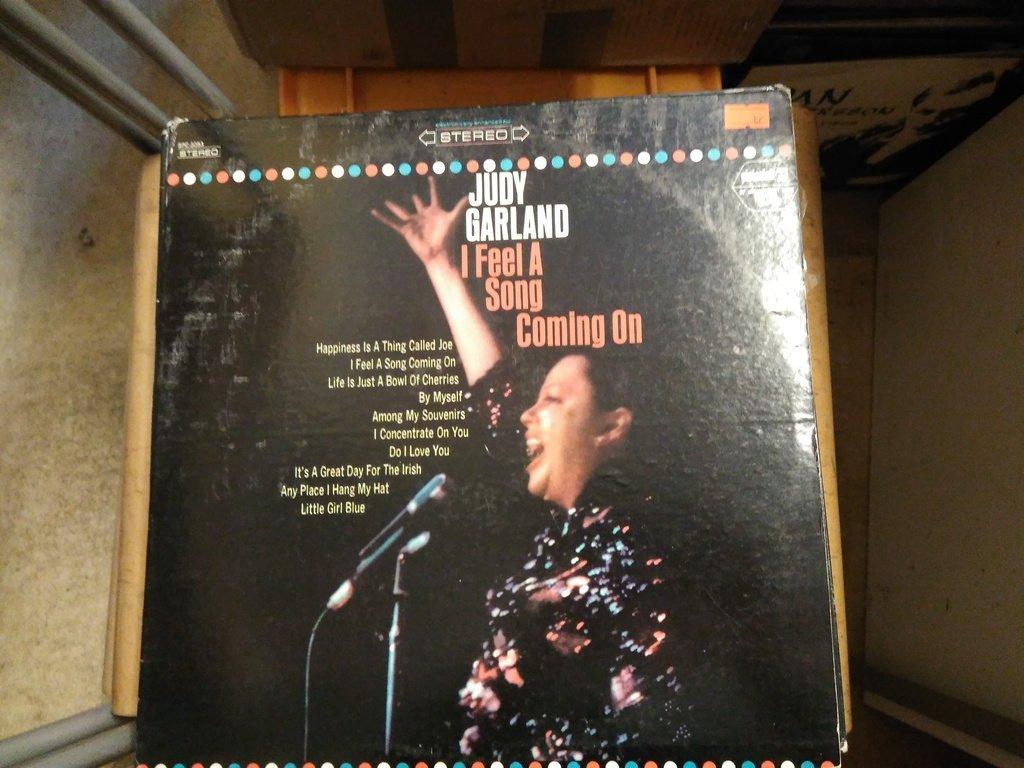 STEREO
SPC-3053
STEREO
JUDY
GARLAND
I Feel A
Song
Coming On
Happiness Is A Thing Called Joe
I Feel A Song Coming On
Life Is Just A Bowl Of Cherries
By Myself
Among My Souvenirs
I Concentrate On You
Do I Love You
It's A Great Day For The Irish
Any Place I Hang My Hat
Little Girl Blue